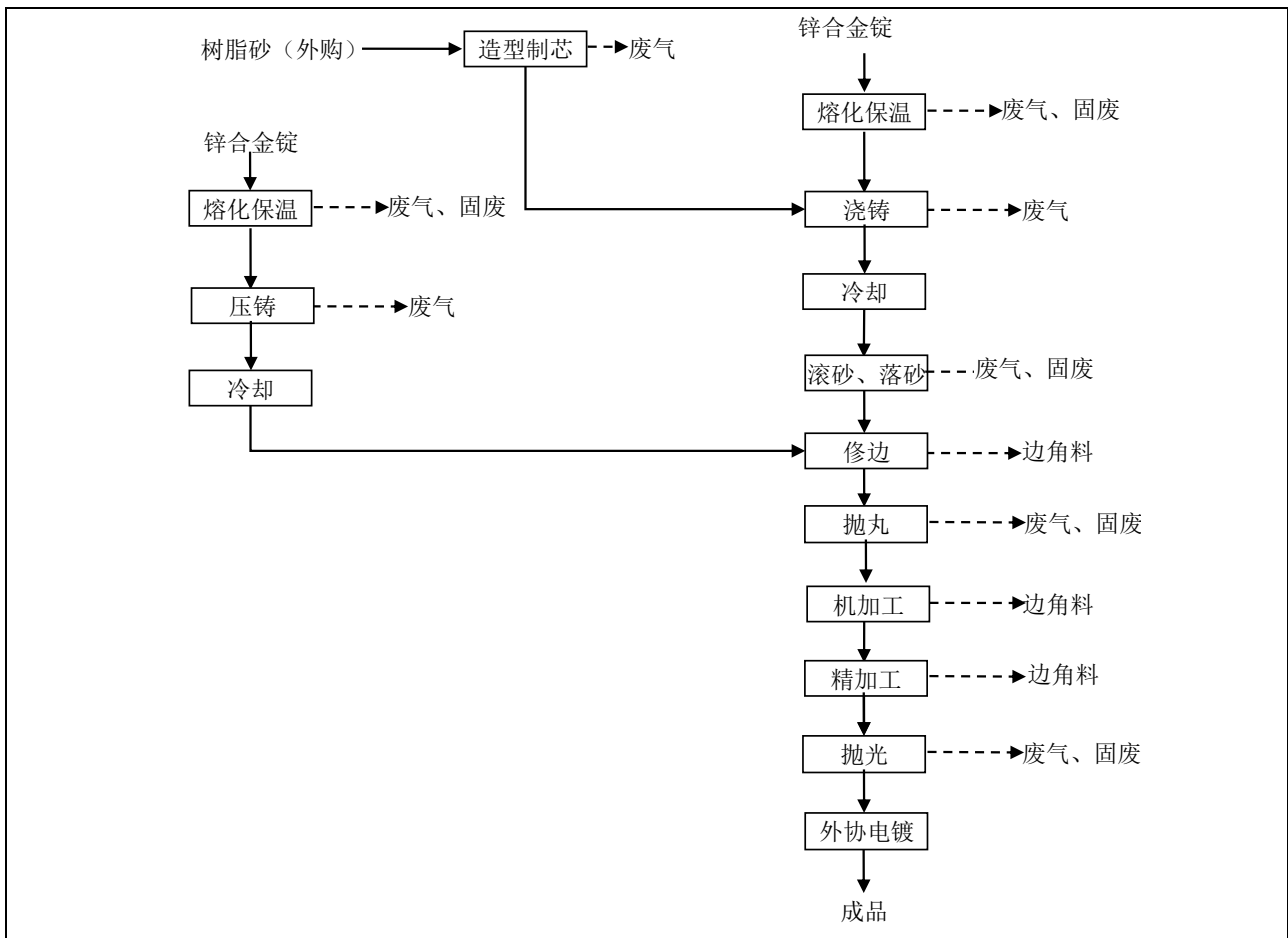 锌合金锭
树脂砂（外购）
造型制芯
废气
熔化保温
废气、固废
锌合金锭
熔化保温
废气、固废
浇铸
废气
冷却
压铸
废气
滚砂、落砂
废气、固废
冷却
修边
边角料
抛丸
废气、固废
机加工
边角料
精加工
边角料
抛光
废气、固废
外协电镀
成品